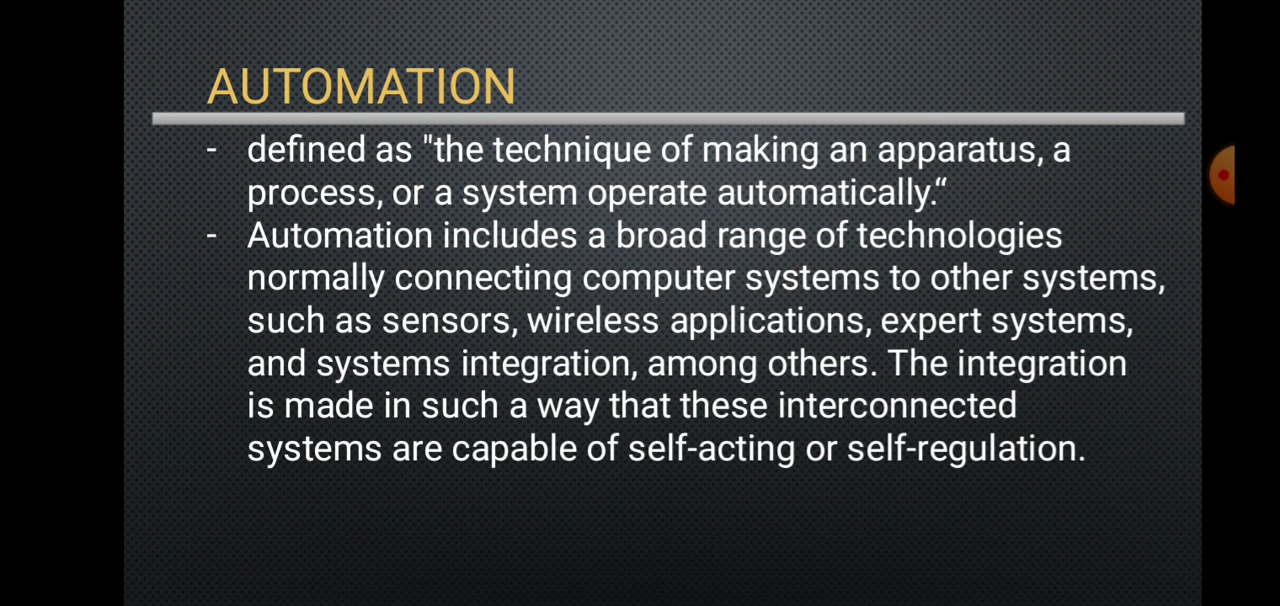 AUTOMATION
- defined as "the technique of making an apparatus, a
process, or a system operate automatically.“
- Automation includes a broad range of technologies
normally connecting computer systems to other systems,
such as sensors, wireless applications, expert systems,
and systems integration, among others. The integration
is made in such a way that these interconnected
systems are capable of self-acting or self-regulation.